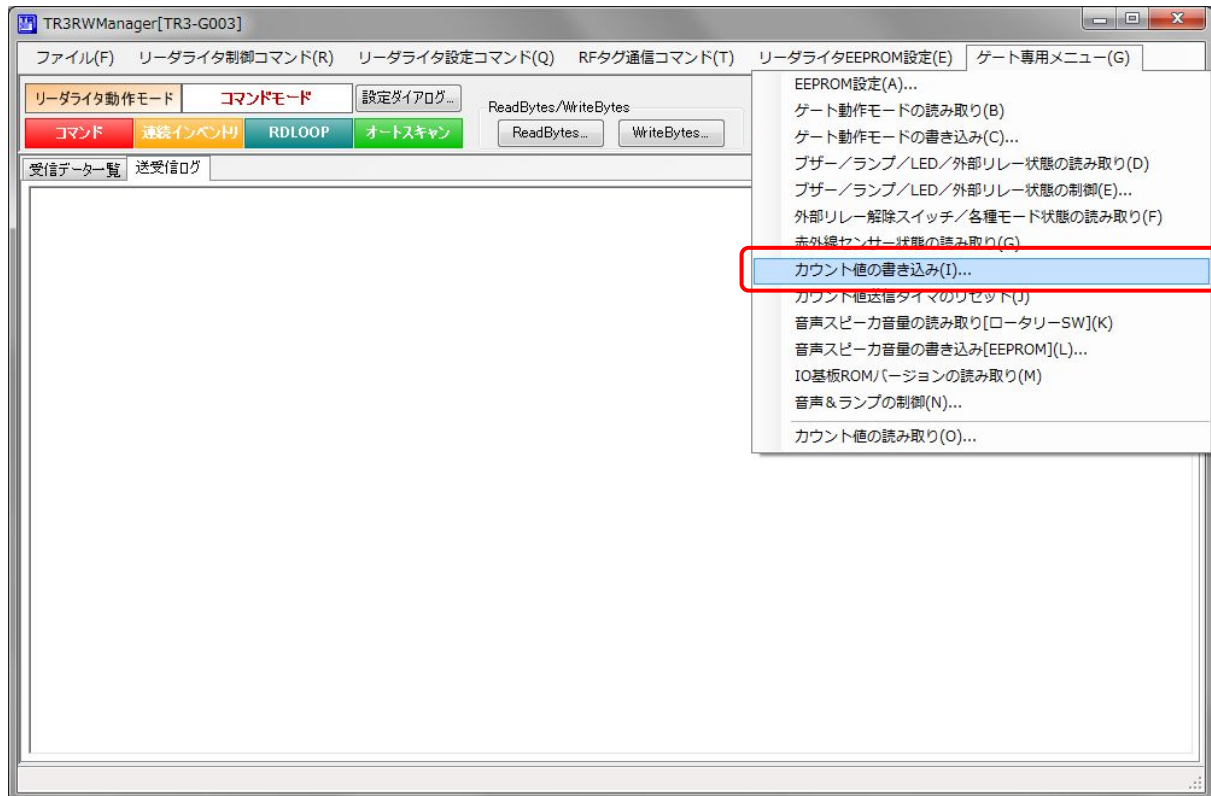 TR3RWManager[TR3-G003]
ファイル(F) リーダライタ制御コマンド(R) リーダライタ設定コマンド(Q) RFタグ通信コマンド(T) リーダライタEEPROM設定(E) ゲート専用メニュー(G)
リーダライタ動作モード コマンドモード 設定ダイアログ...
コマンド 連続インベントリ RDLOOP オートスキャン
ReadBytes/WriteBytes
ReadBytes... WriteBytes...
受信データ一覧 送受信ログ
EEPROM設定(A)...
ゲート動作モードの読み取り(B)
ゲート動作モードの書き込み(C)...
ブザー/ランプ/LED/外部リレー状態の読み取り(D)
ブザー/ランプ/LED/外部リレー状態の制御(E)...
外部リレー解除スイッチ/各種モード状態の読み取り(F)
赤外線センサー状態の読み取り(G)
カウント値の書き込み(I)...
カウント値送信タイマのリセット(J)
音声スピーカ音量の読み取り[ロータリーSW](K)
音声スピーカ音量の書き込み[EEPROM](L)...
IO基板ROMバージョンの読み取り(M)
音声&ランプの制御(N)...
カウント値の読み取り(O)...